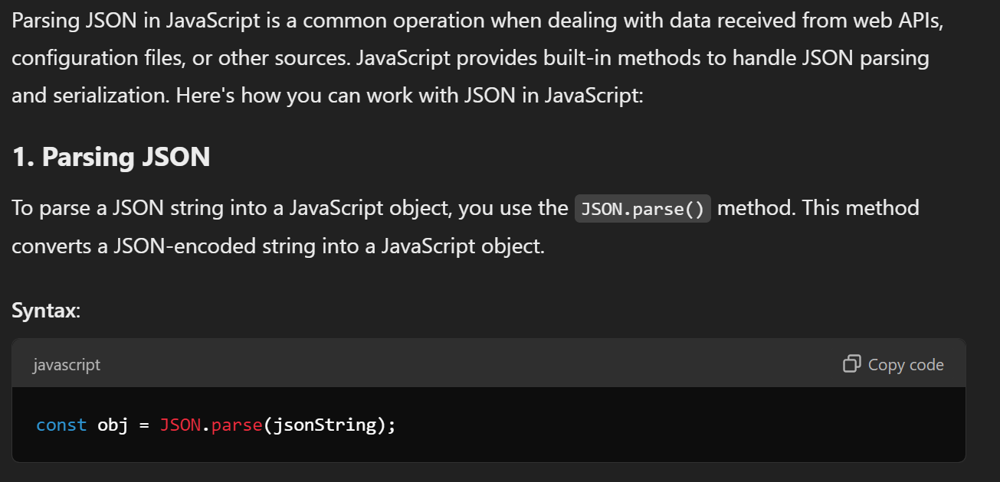 Parsing JSON in JavaScript is a common operation when dealing with data received from web APIs,
configuration files, or other sources. JavaScript provides built-in methods to handle JSON parsing
and serialization. Here's how you can work with JSON in JavaScript:
1. Parsing JSON
To parse a JSON string into a JavaScript object, you use the JSON.parse() method. This method
converts a JSON-encoded string into a JavaScript object.
Syntax:
javascript Copy code
const obj = JSON.parse(jsonString);